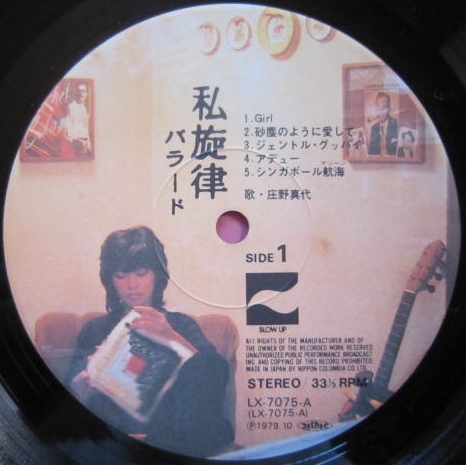 私旋律
バラード
1.Girl
2.砂塵のように愛して
3.ジェントル・グッバイ
4.アデュー
マリーン
5.シンガポール航海
歌・庄野真代
SIDE 1
BLOW UP
ALL RIGHTS OF THE MANUFACTURER AND OF
THE OWNER OF THE RECORDED WORK RESERVED
UNAUTHORIZED PUBLIC PERFORMANCE BROADCAST
ING AND COPYING OF THIS RECORD PROHIBITED
MADE IN JAPAN BY NIPPON COLUMBIA CO. LTD.
STEREO / 33⅓ RPM
LX-7075-A
(LX-7075-A)
Ⓟ1979.10